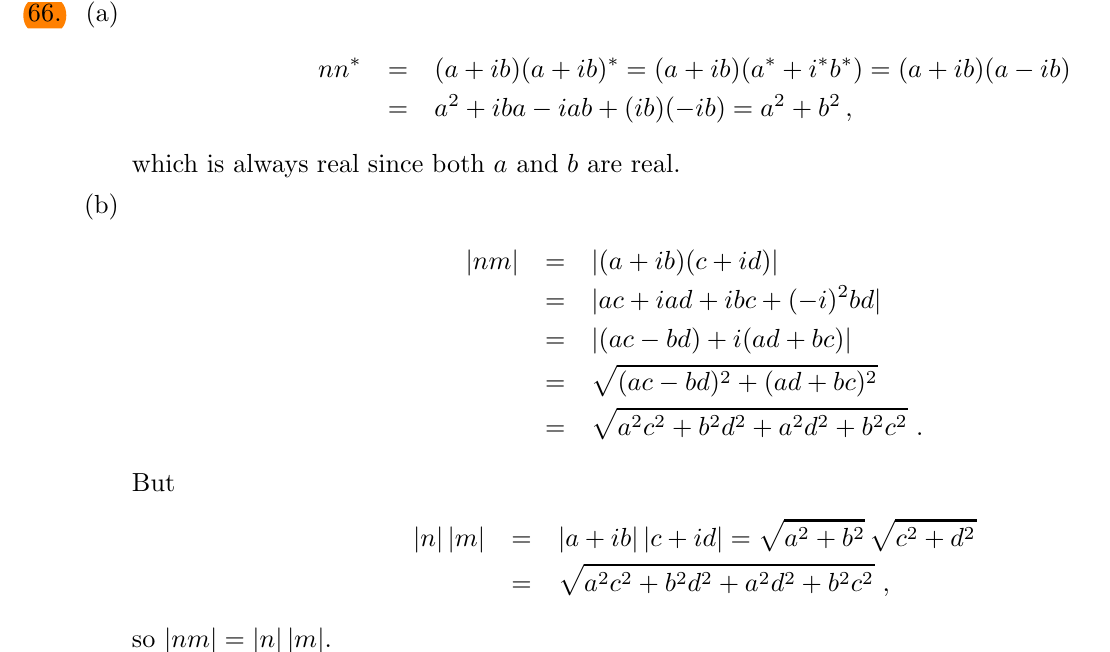 66. (a)
nn* = (a + ib)(a + ib)* = (a + ib)(a* + i*b*) = (a + ib)(a − ib)
= a² + iba − iab + (ib)(−ib) = a² + b² ,
which is always real since both a and b are real.
(b)
|nm| = |(a + ib)(c + id)|
= |ac + iad + ibc + (−i)²bd|
= |(ac − bd) + i(ad + bc)|
= √((ac − bd)² + (ad + bc)²)
= √(a²c² + b²d² + a²d² + b²c²) .
But
|n| |m| = |a + ib| |c + id| = √(a² + b²) √(c² + d²)
= √(a²c² + b²d² + a²d² + b²c²) ,
so |nm| = |n| |m|.